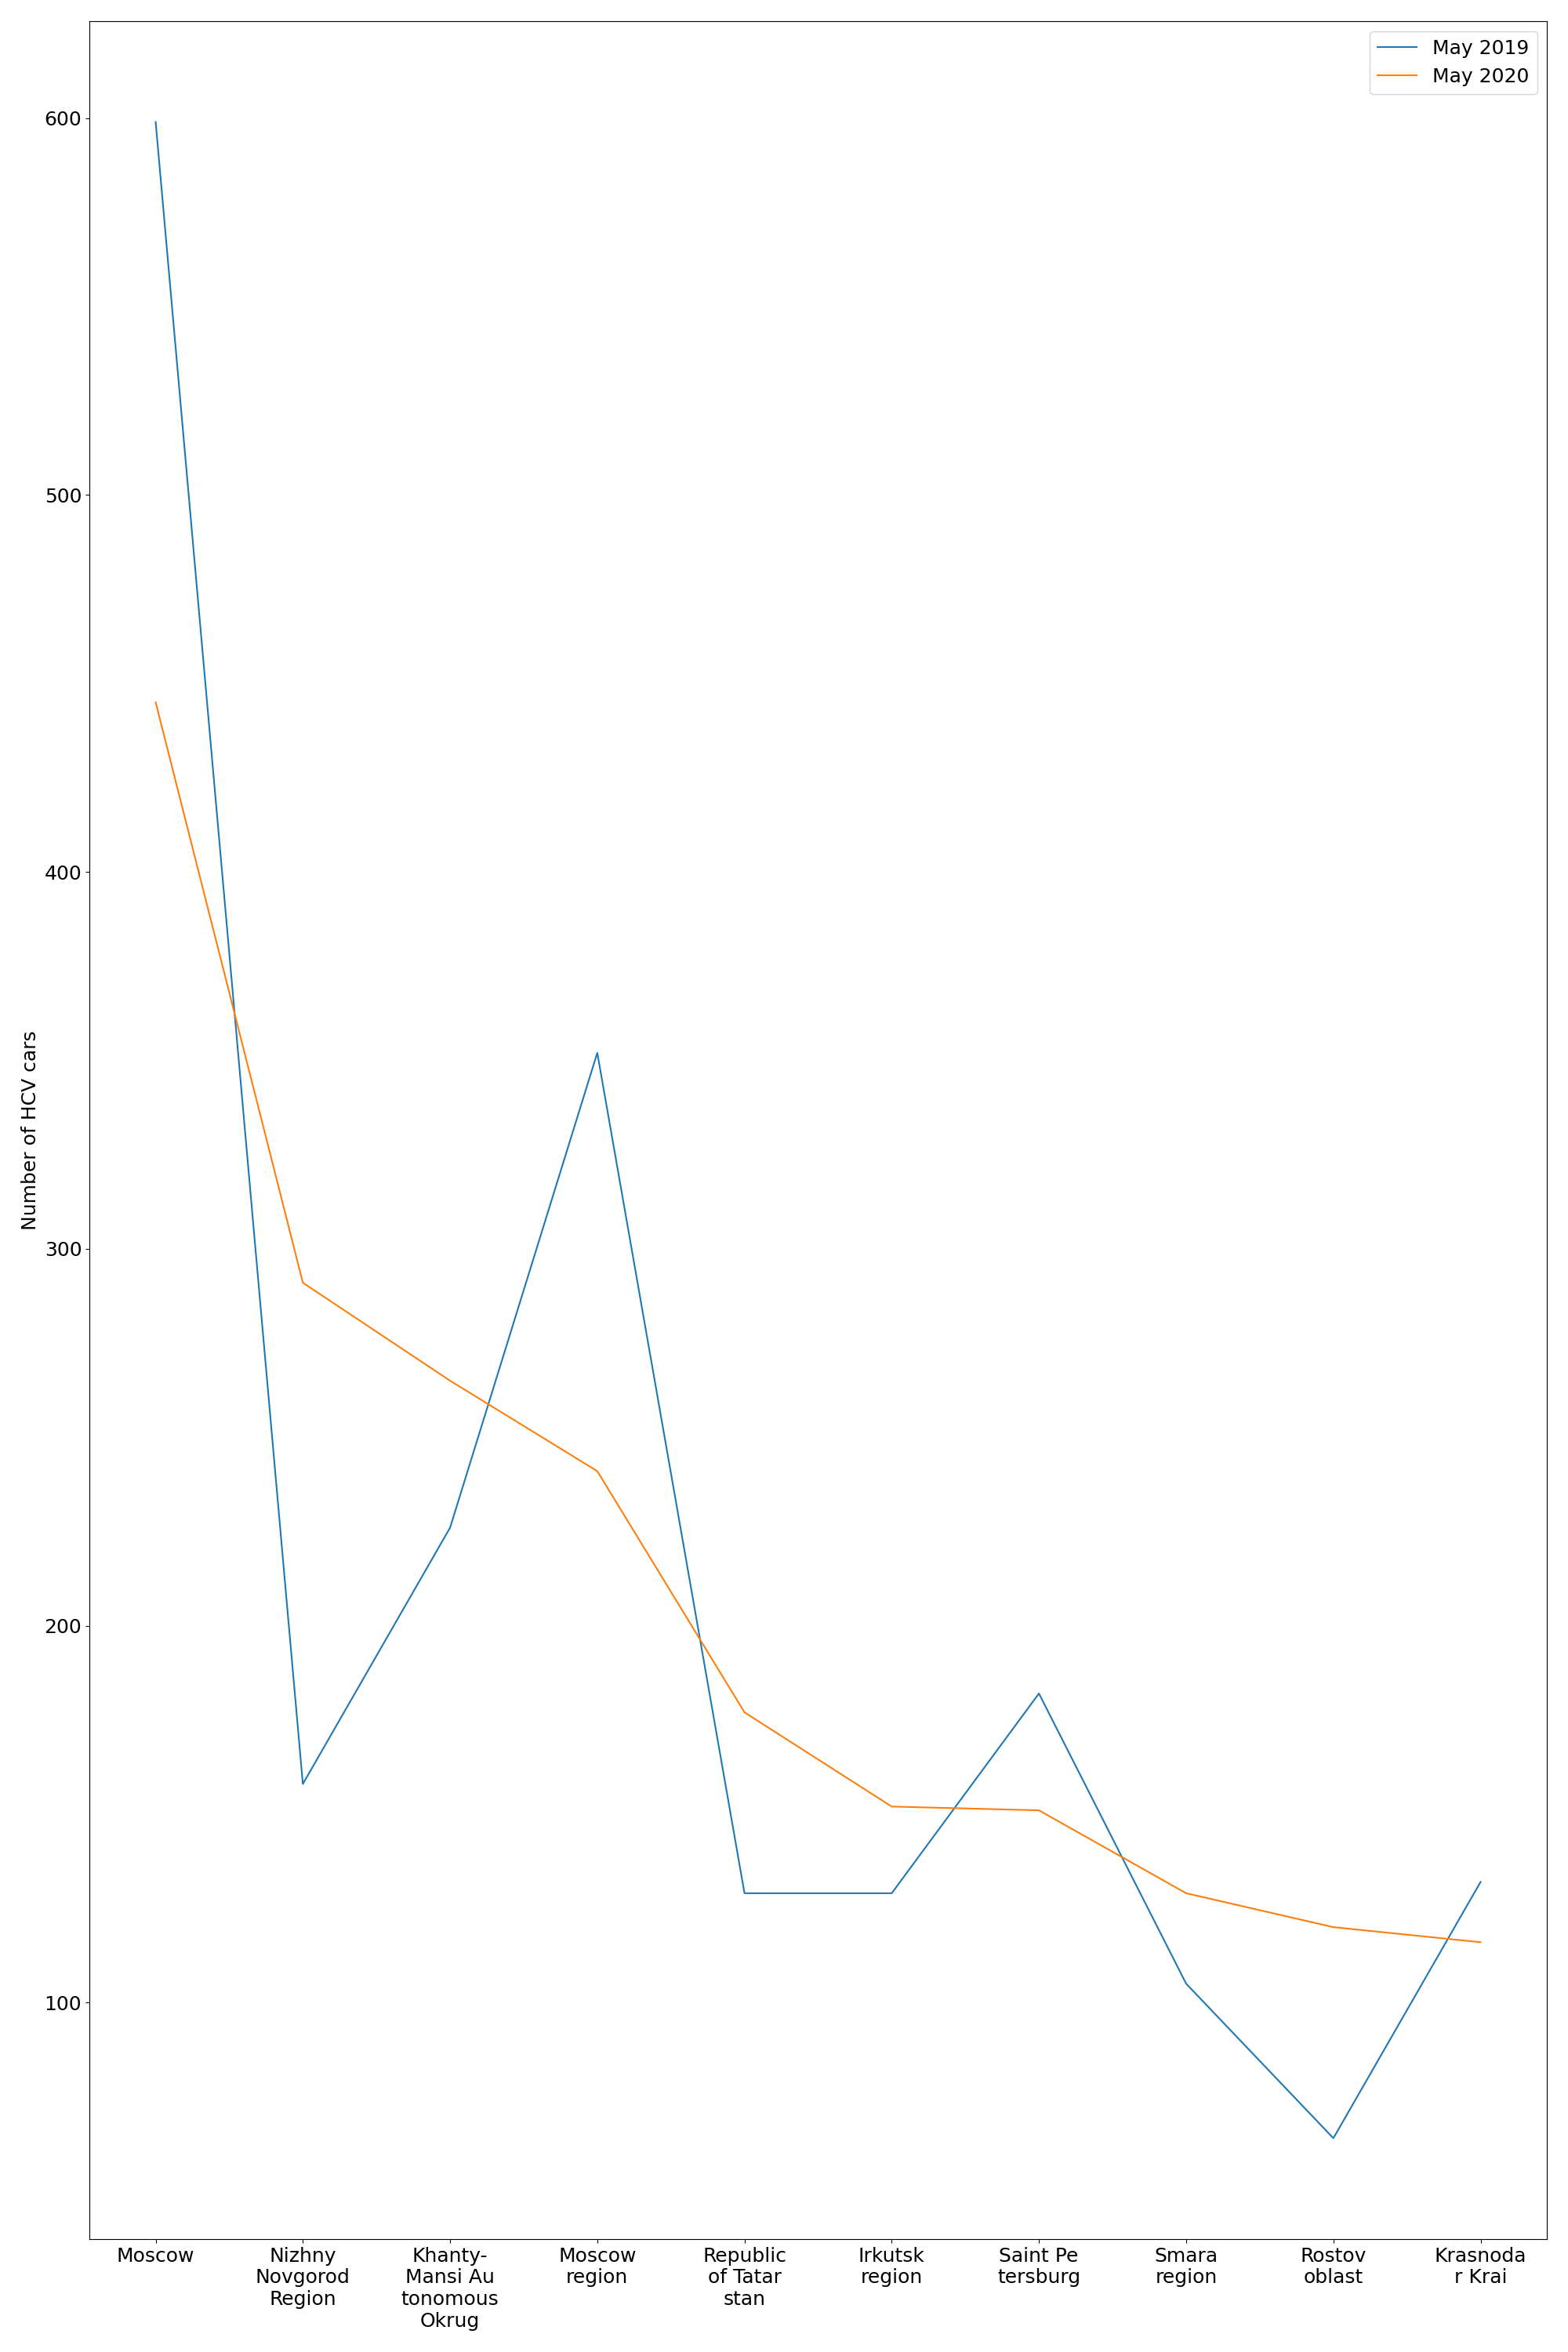 May 2019
May 2020
600
500
400
300
200
100
Number of HCV cars
Moscow
Nizhny
Novgorod
Region
Khanty-
Mansi Au
tonomous
Okrug
Moscow
region
Republic
of Tatar
stan
Irkutsk
region
Saint Pe
tersburg
Smara
region
Rostov
oblast
Krasnoda
r Krai